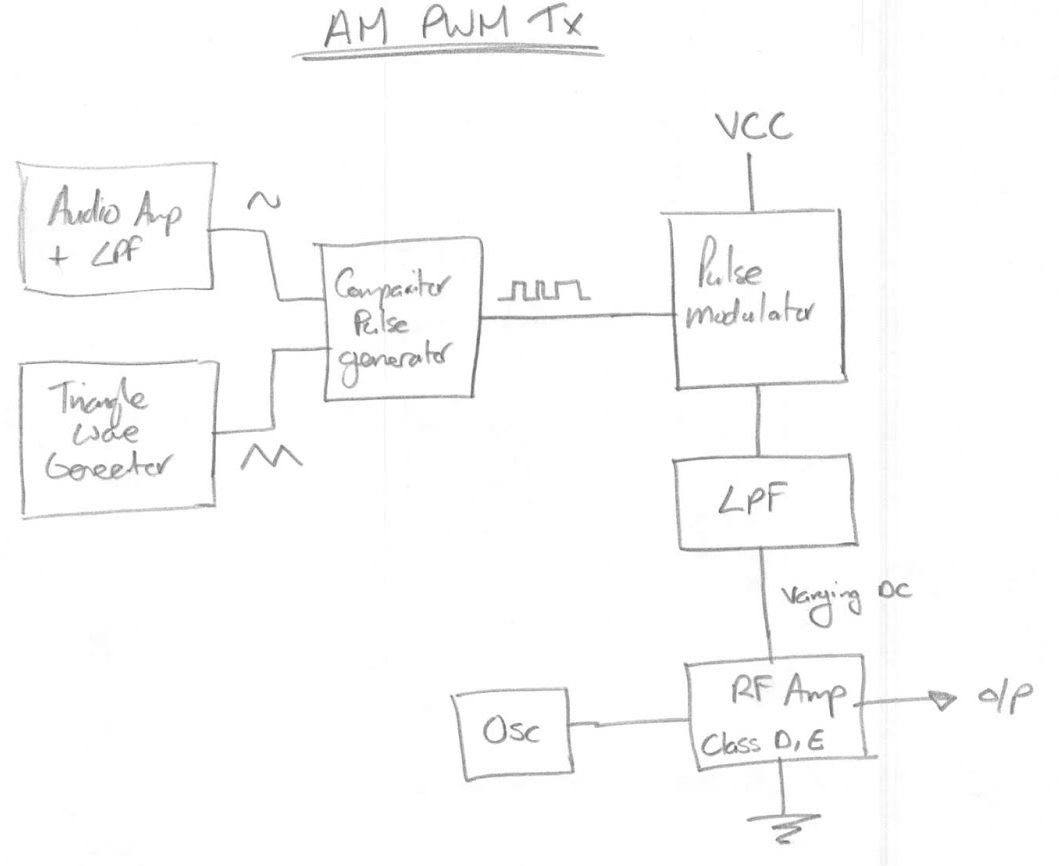 AM PWM Tx
VCC
Audio Amp
+ LPF
Comparitor
Pulse
generator
Pulse
modulator
Triangle
Wave
Generator
LPF
Varying DC
RF Amp
Class D, E
O/P
Osc